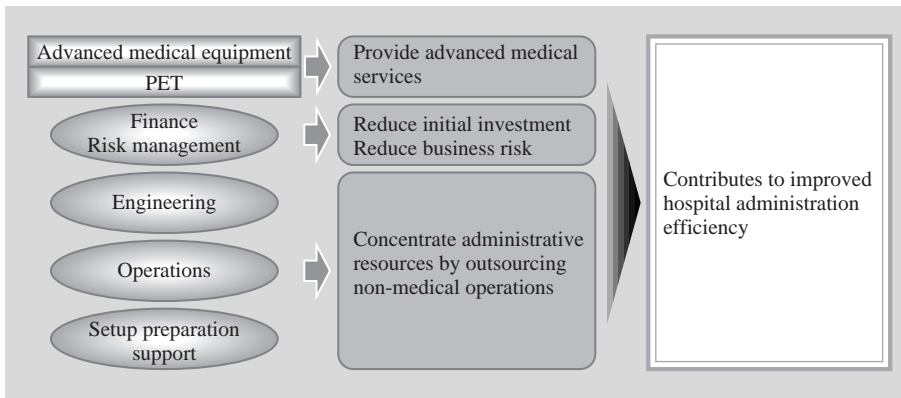 Advanced medical equipment
PET
Finance
Risk management
Engineering
Operations
Setup preparation
support
Provide advanced medical
services
Reduce initial investment
Reduce business risk
Concentrate administrative
resources by outsourcing
non-medical operations
Contributes to improved
hospital administration
efficiency